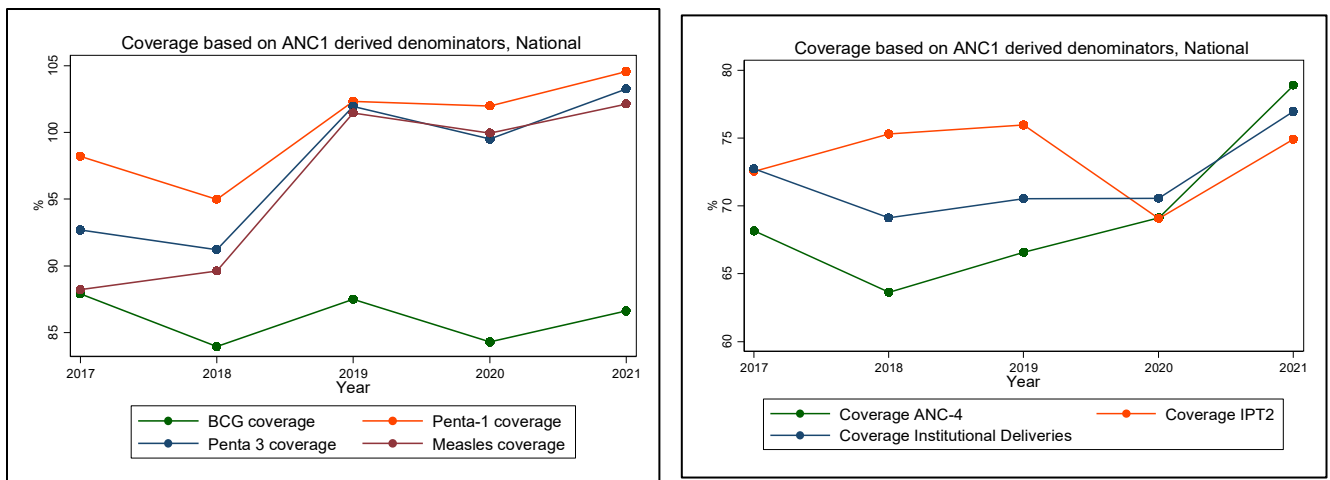 Coverage based on ANC1 derived denominators, National
105
100
95
%
90
85
2017 2018 2019 2020 2021
Year
BCG coverage Penta-1 coverage
Penta 3 coverage Measles coverage
Coverage based on ANC1 derived denominators, National
80
75
70
%
65
60
2017 2018 2019 2020 2021
Year
Coverage ANC-4 Coverage IPT2
Coverage Institutional Deliveries